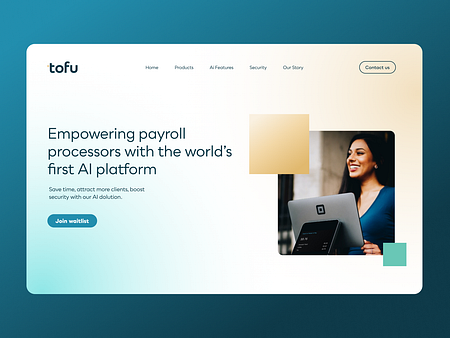 tofu
Home Products AI Features Security Our Story Contact us
Empowering payroll
processors with the world's
first AI platform
Save time, attract more clients, boost
security with our AI dolution.
Join waitlist